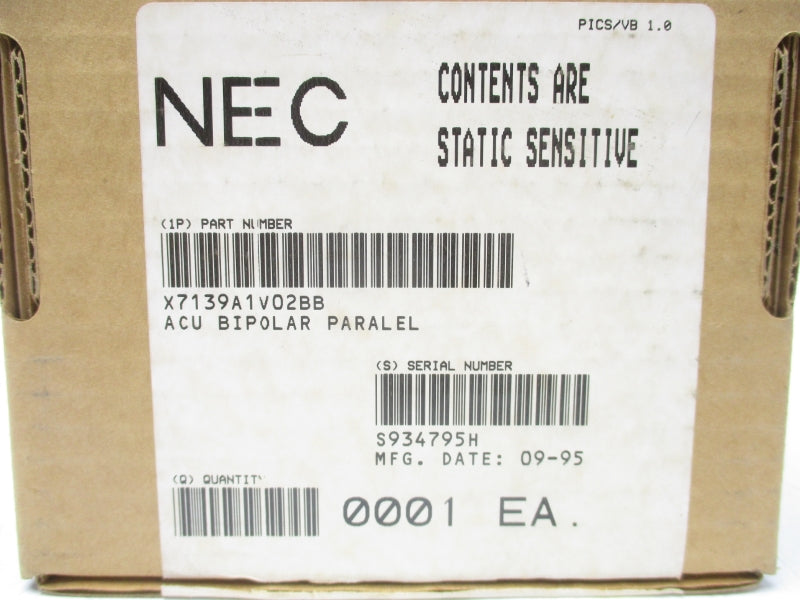 PICS/VB 1.0
NEC
CONTENTS ARE
STATIC SENSITIVE
(1P) PART NUMBER
X7139A1V02BB
ACU BIPOLAR PARALEL
(S) SERIAL NUMBER
S934795H
MFG. DATE: 09-95
(Q) QUANTITY
0001 EA.